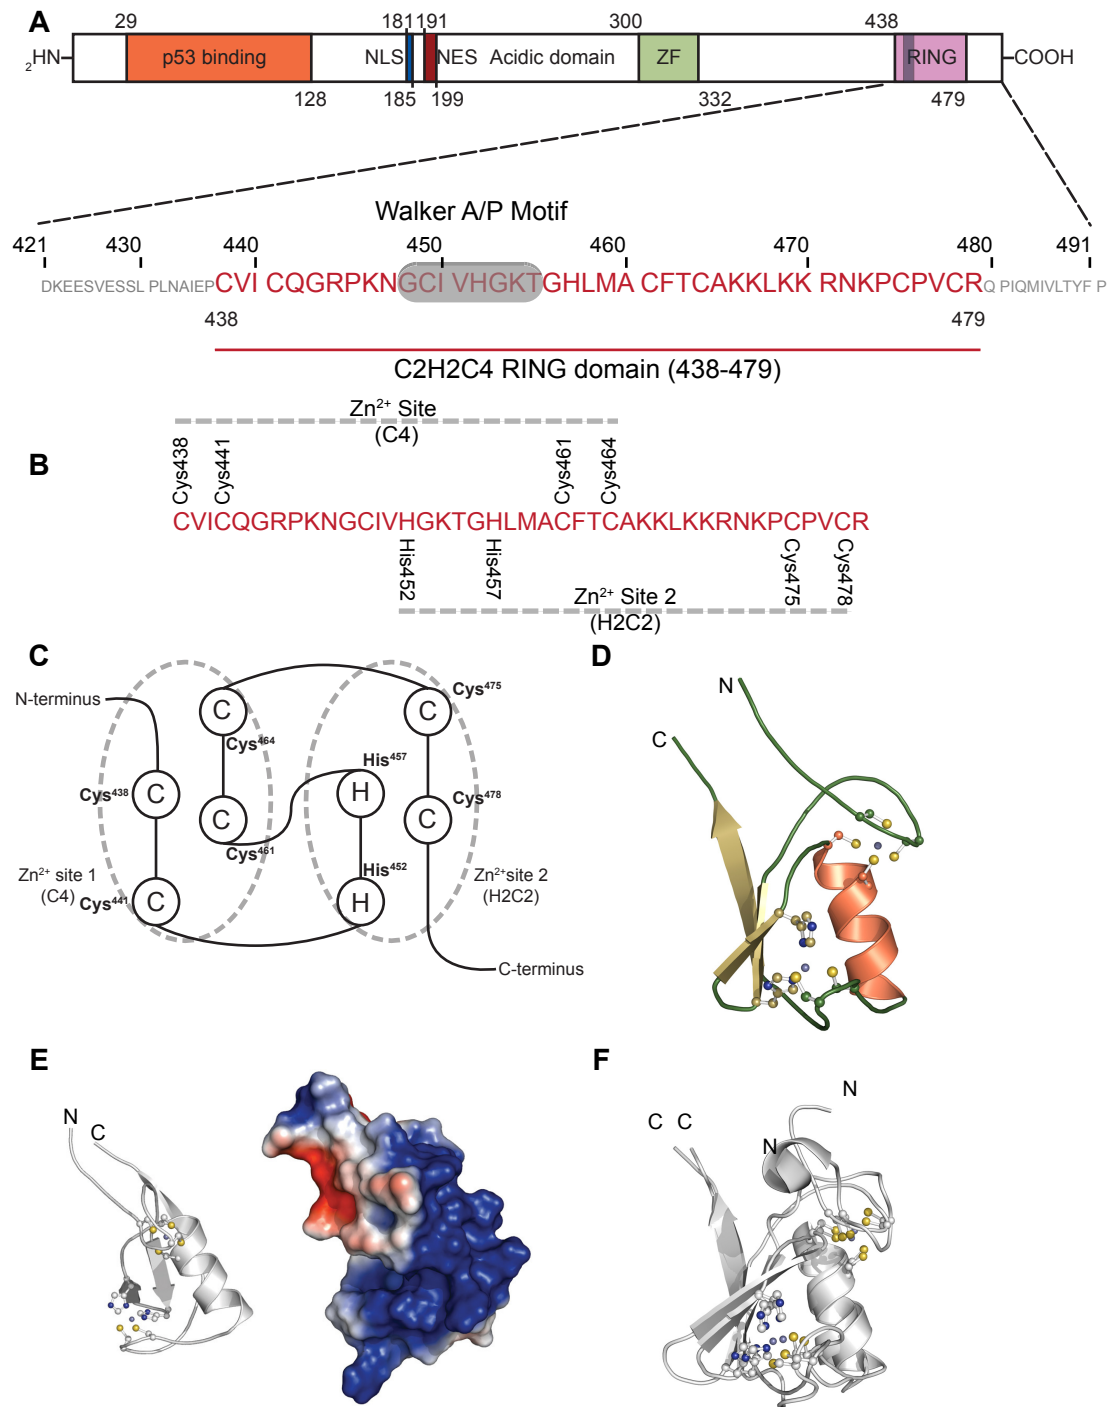 A
29 181 191 300 438
₂HN p53 binding NLS NES Acidic domain ZF RING COOH
128 185 199 332 479
Walker A/P Motif
421 430 440 450 460 470 480 491
DKEESVESSL PLNAIEPCVI CQGRPKNGCI VHGKTGHLMA CFTCAKKLKK RNKPCPVCRQ PIQMIVLTYF P
438 479
C2H2C4 RING domain (438-479)
Zn²⁺ Site
(C4)
B
Cys438 Cys441 Cys461 Cys464
CVICQGRPKNGCIVHGKTGHLMACFTCAKKLKKRNKPCPVCR
His452 His457 Cys475 Cys478
Zn²⁺ Site 2
(H2C2)
C
N-terminus
C Cys⁴⁶⁴
C Cys⁴⁷⁵
Cys⁴³⁸ C
C Cys⁴⁶¹
His⁴⁵⁷ H
C Cys⁴⁷⁸
Zn²⁺ site 1
(C4)
Cys⁴⁴¹ C
His⁴⁵² H
Zn²⁺site 2
(H2C2)
C-terminus
D
N
C
E
N
C
F
N
C C
N